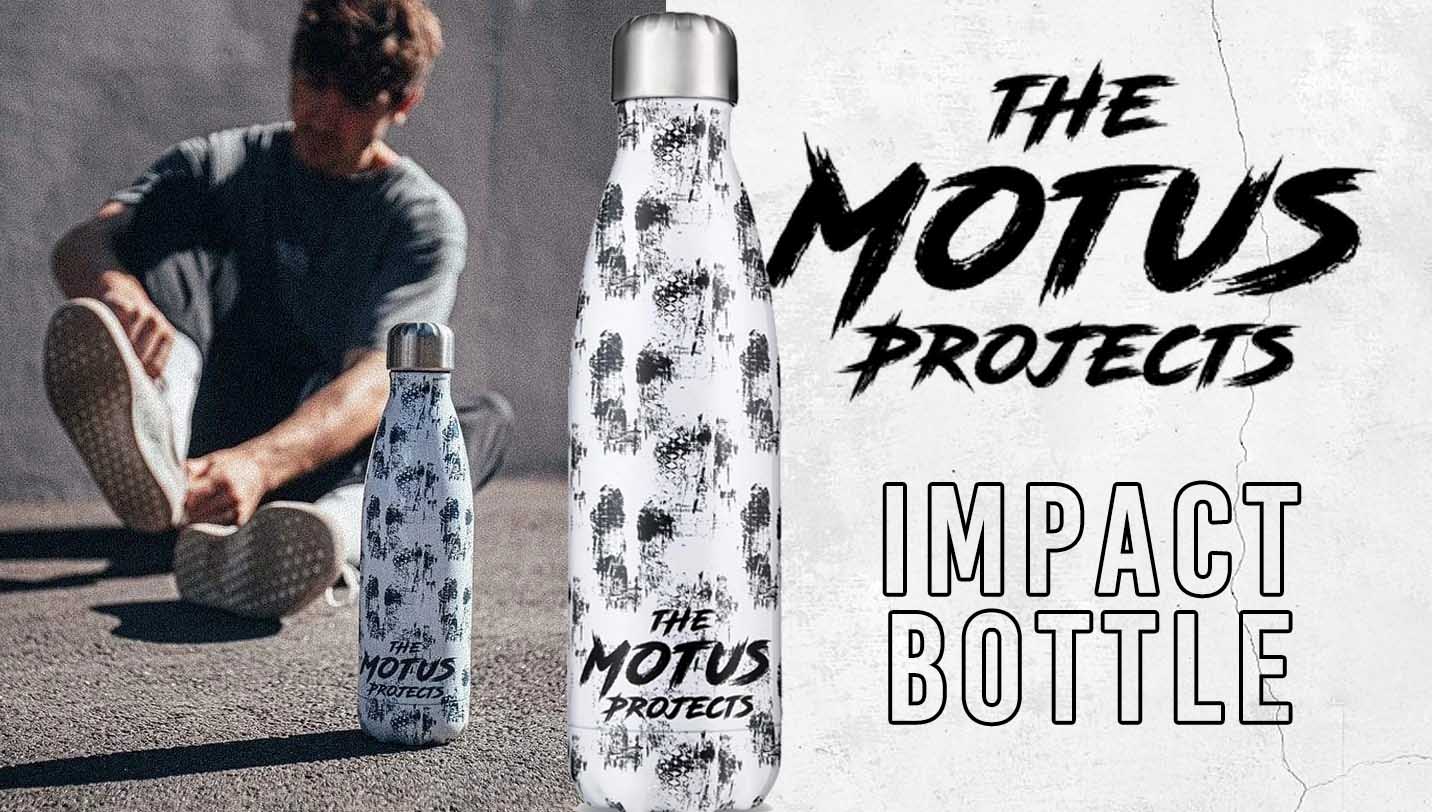 THE
MOTUS
PROJECTS
IMPACT
BOTTLE
THE
MOTUS
PROJECTS
THE
MOTUS
PROJECTS